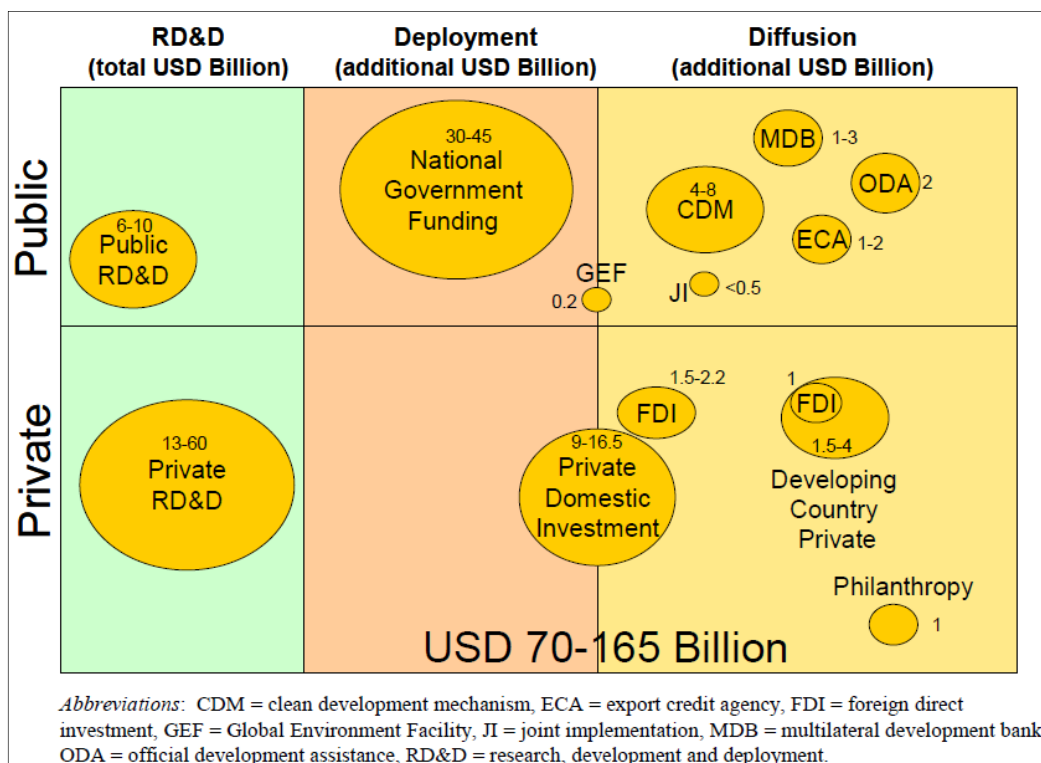 RD&D
(total USD Billion)
Deployment
(additional USD Billion)
Diffusion
(additional USD Billion)
Public
6-10
Public
RD&D
30-45
National
Government
Funding
GEF
0.2
4-8
CDM
MDB
1-3
ODA
2
ECA
1-2
JI
<0.5
Private
13-60
Private
RD&D
9-16.5
Private
Domestic
Investment
1.5-2.2
FDI
1
FDI
1.5-4
Developing
Country
Private
Philanthropy
1
USD 70-165 Billion
Abbreviations: CDM = clean development mechanism, ECA = export credit agency, FDI = foreign direct
investment, GEF = Global Environment Facility, JI = joint implementation, MDB = multilateral development bank
ODA = official development assistance, RD&D = research, development and deployment.